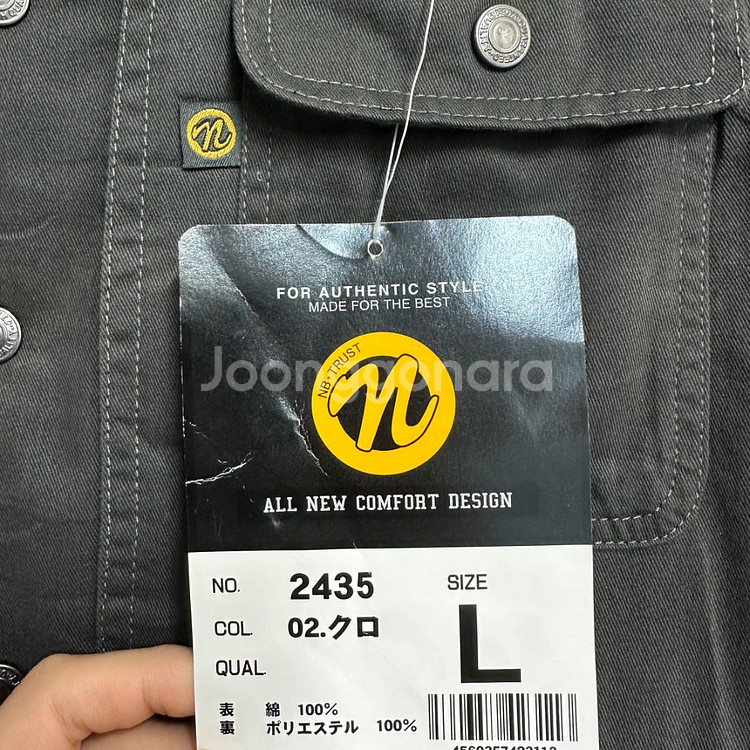 n
FOR AUTHENTIC STYLE
MADE FOR THE BEST
NB・TRUST
n
Joonggonara
ALL NEW COMFORT DESIGN
NO. 2435
SIZE
L
COL. 02.クロ
QUAL.
表 綿 100%
裏 ポリエステル 100%